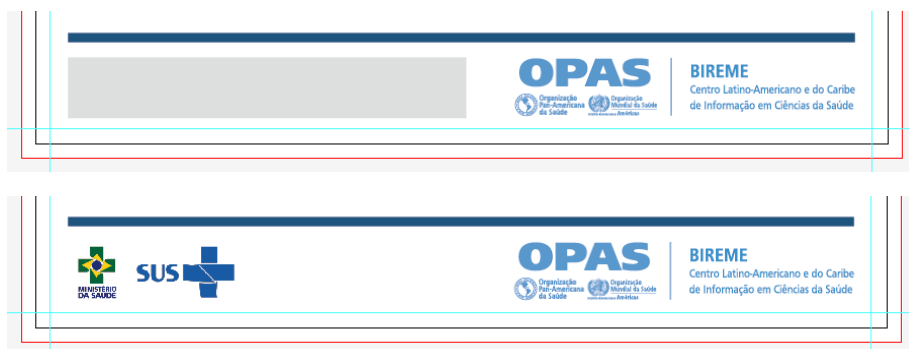 OPAS
Organização
Pan-Americana
da Saúde
Organização
Mundial da Saúde
Américas
BIREME
Centro Latino-Americano e do Caribe
de Informação em Ciências da Saúde
MINISTÉRIO
DA SAÚDE
SUS
OPAS
Organização
Pan-Americana
da Saúde
Organização
Mundial da Saúde
Américas
BIREME
Centro Latino-Americano e do Caribe
de Informação em Ciências da Saúde